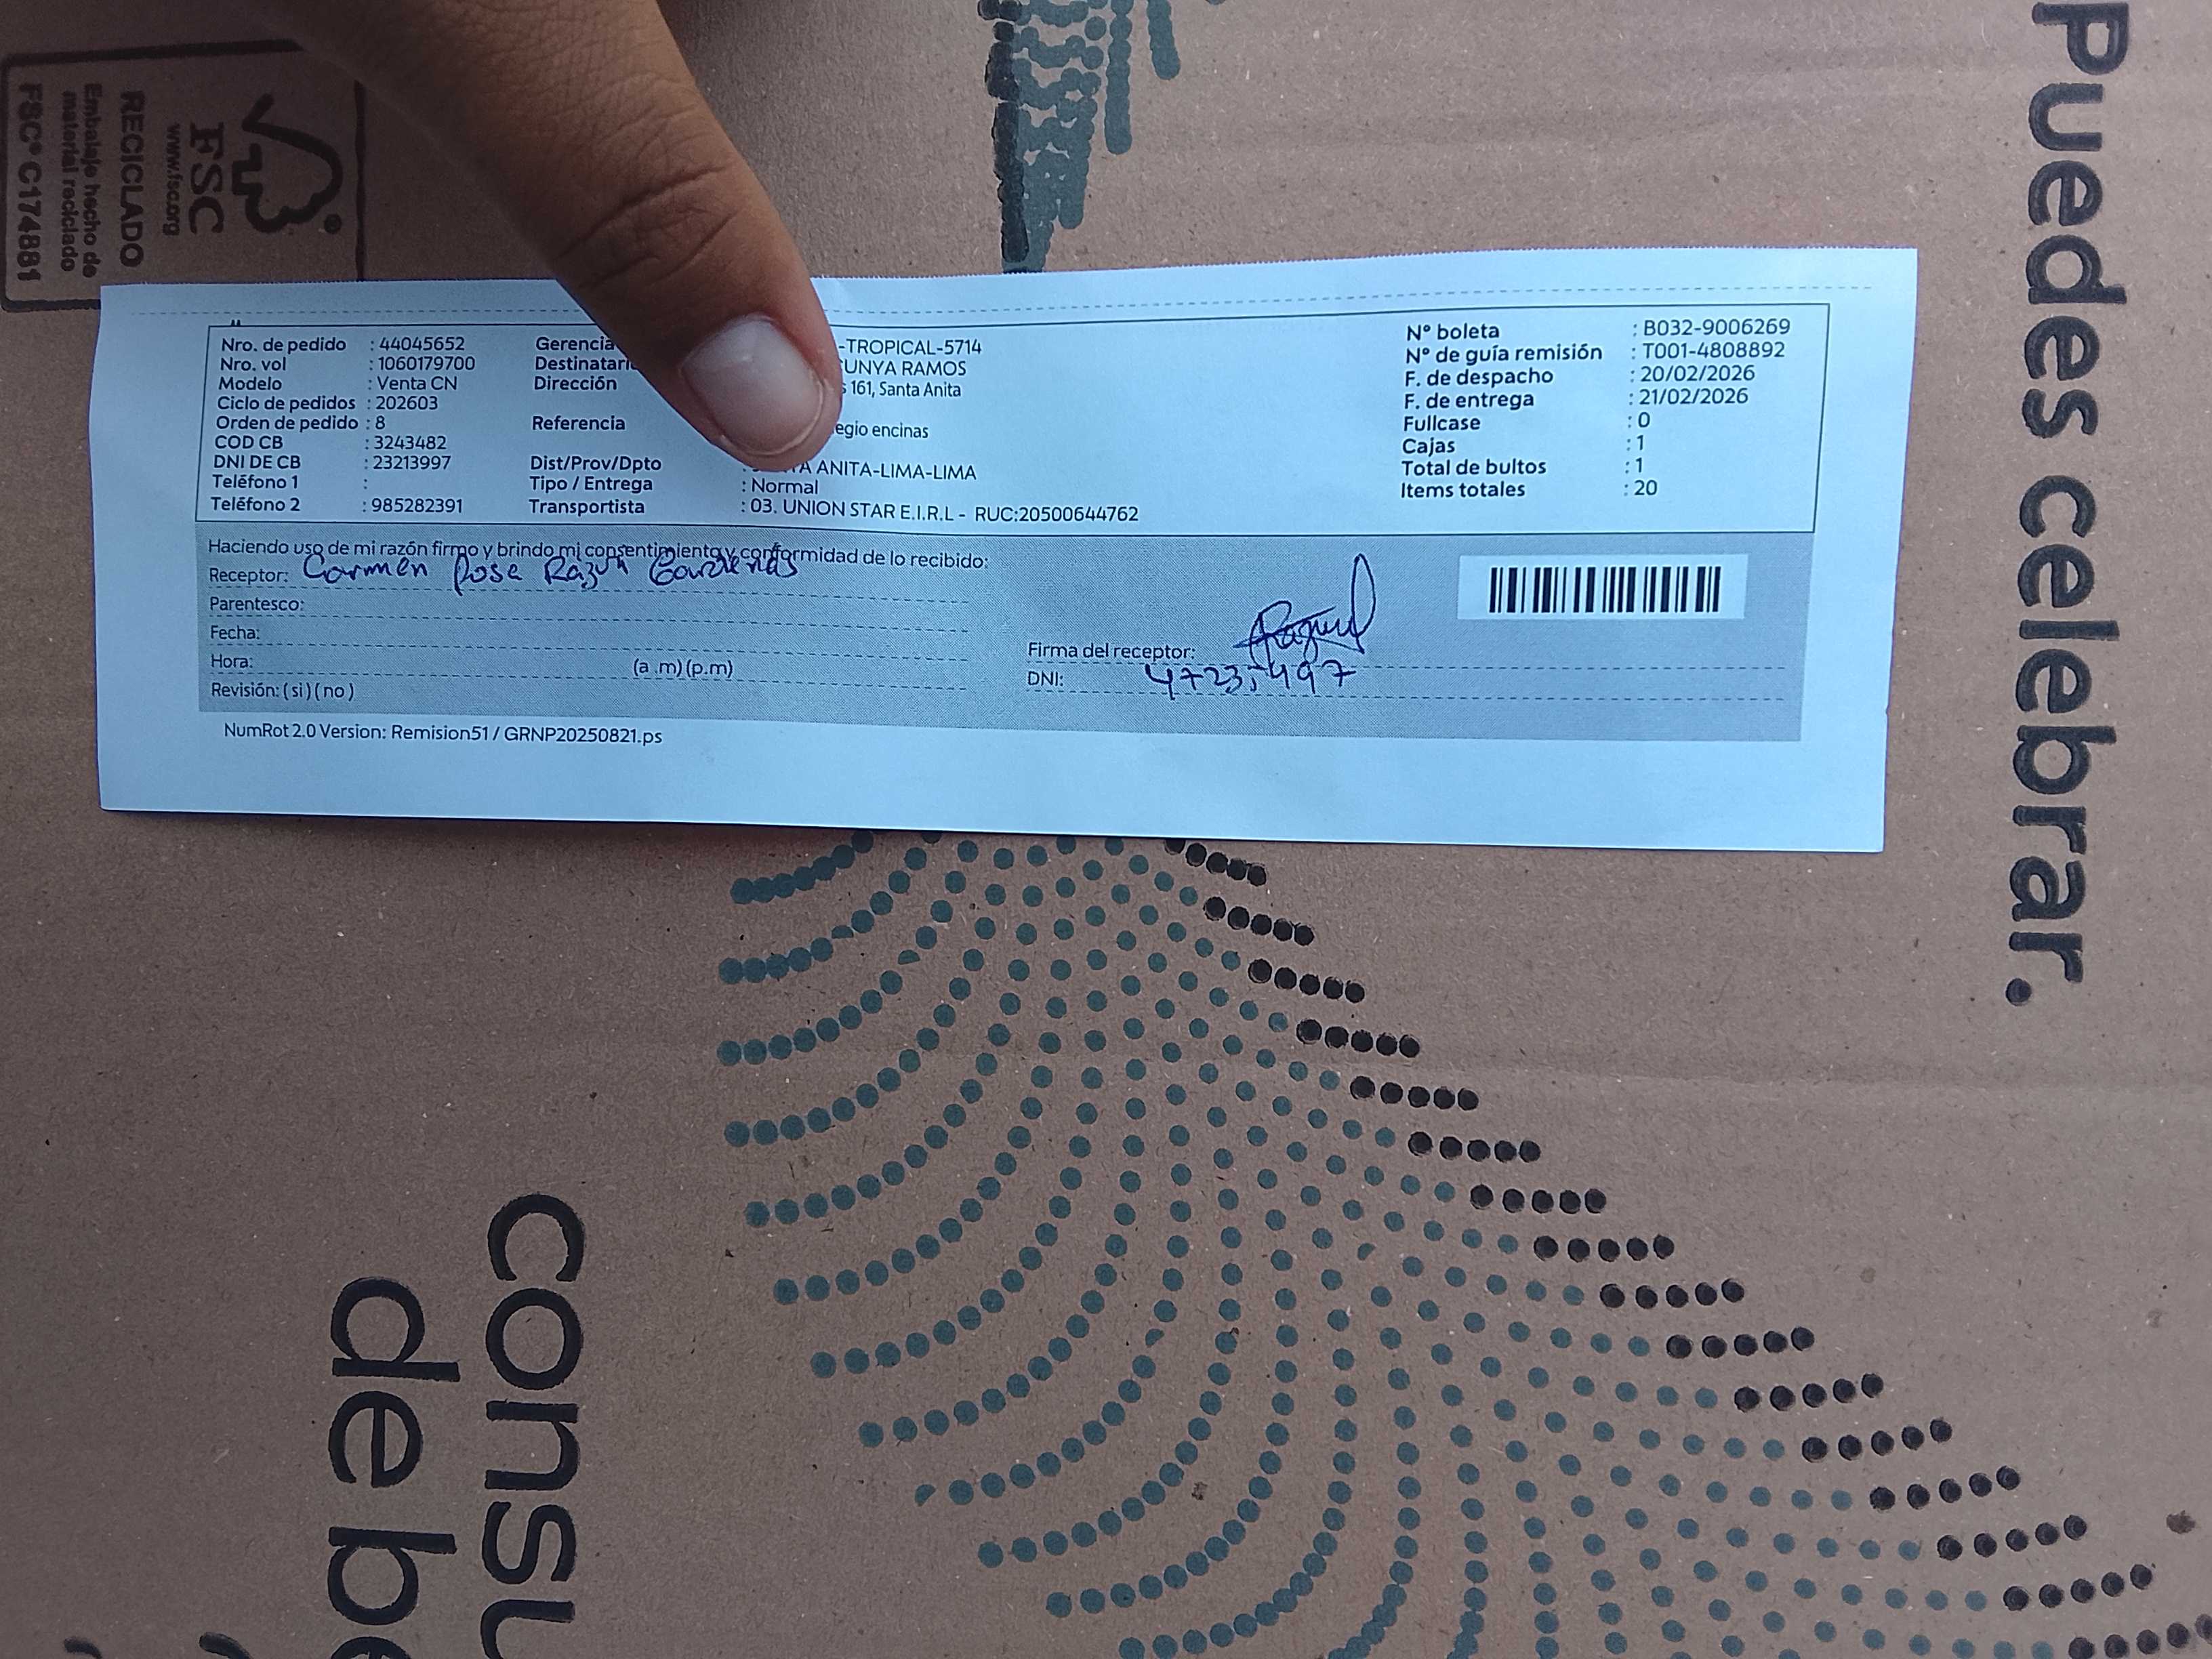 Puedes celebrar.
RECICLADO
FSC
www.fsc.org
Embalaje hecho de
material reciclado
FSC® C174881
Nro. de pedido : 44045652
Nro. vol : 1060179700
Modelo : Venta CN
Ciclo de pedidos : 202603
Orden de pedido : 8
COD CB : 3243482
DNI DE CB : 23213997
Teléfono 1 :
Teléfono 2 : 985282391
Gerencia -TROPICAL-5714
RAMOS
Dirección 161, Santa Anita
Referencia encinas
Dist/Prov/Dpto ANITA-LIMA-LIMA
Tipo / Entrega : Normal
Transportista : 03. UNION STAR E.I.R.L - RUC:20500644762
N° boleta : B032-9006269
N° de guía remisión : T001-4808892
F. de despacho : 20/02/2026
F. de entrega : 21/02/2026
Fullcase : 0
Cajas : 1
Total de bultos : 1
Items totales : 20
Haciendo uso de mi razón firmo y brindo mi consentimiento y conformidad de lo recibido:
Receptor: Carmen Rosa
Parentesco:
Fecha:
Hora: (a .m) (p.m)
Revisión: ( si ) ( no )
Firma del receptor:
DNI:
NumRot 2.0 Version: Remision51 / GRNP20250821.ps
de